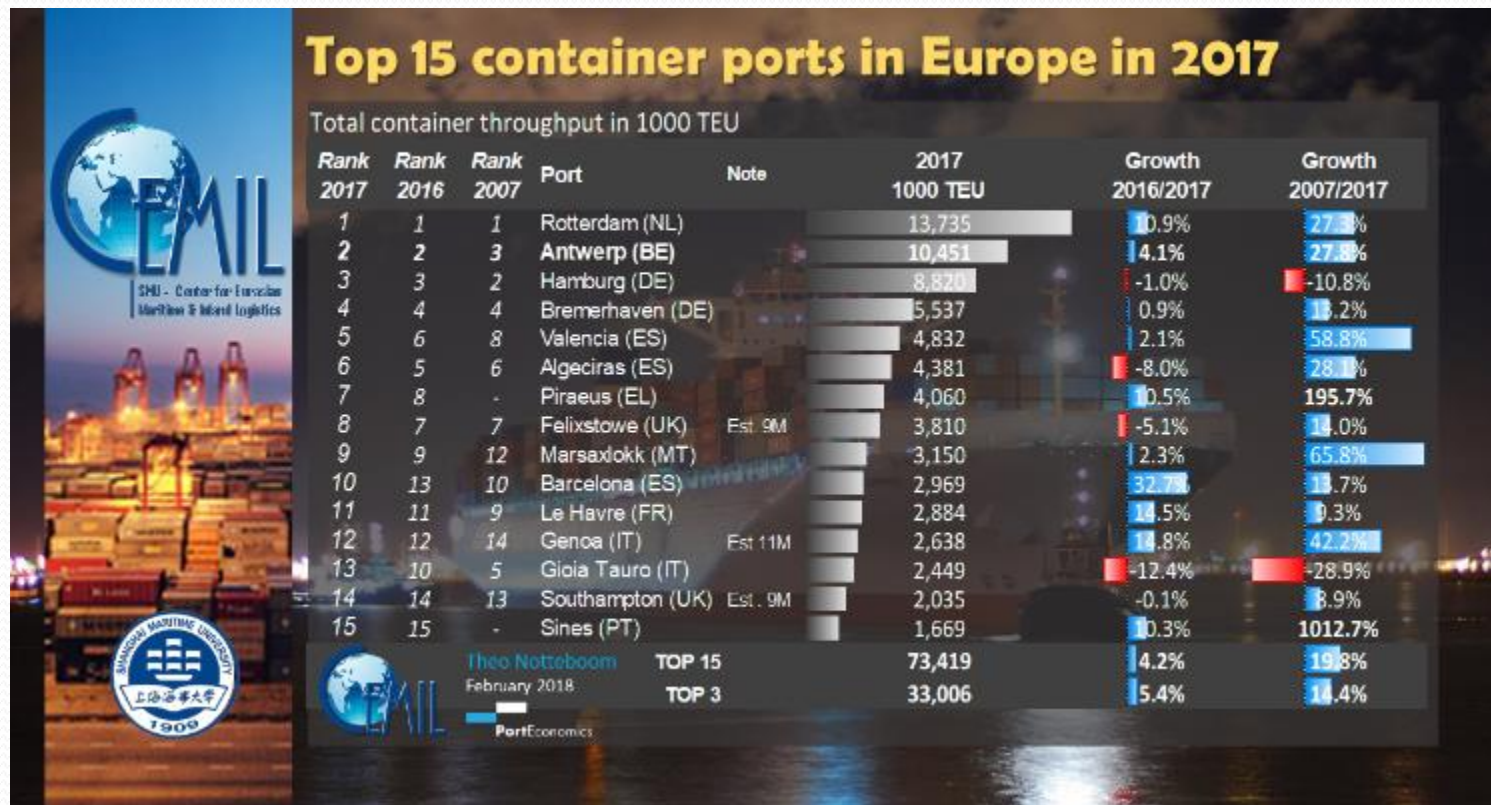 Top 15 container ports in Europe in 2017
Total container throughput in 1000 TEU
Rank 2017 Rank 2016 Rank 2007 Port Note 2017 1000 TEU Growth 2016/2017 Growth 2007/2017
1 1 1 Rotterdam (NL) 13,735 10.9% 27.3%
2 2 3 Antwerp (BE) 10,451 4.1% 27.8%
3 3 2 Hamburg (DE) 8,820 -1.0% -10.8%
4 4 4 Bremerhaven (DE) 5,537 0.9% 13.2%
5 6 8 Valencia (ES) 4,832 2.1% 58.8%
6 5 6 Algeciras (ES) 4,381 -8.0% 28.1%
7 8 - Piraeus (EL) 4,060 10.5% 195.7%
8 7 7 Felixstowe (UK) Est. 9M 3,810 -5.1% 14.0%
9 9 12 Marsaxlokk (MT) 3,150 2.3% 65.8%
10 13 10 Barcelona (ES) 2,969 32.7% 13.7%
11 11 9 Le Havre (FR) 2,884 14.5% 9.3%
12 12 14 Genoa (IT) Est 11M 2,638 14.8% 42.2%
13 10 5 Gioia Tauro (IT) 2,449 -12.4% -28.9%
14 14 13 Southampton (UK) Est. 9M 2,035 -0.1% 8.9%
15 15 - Sines (PT) 1,669 10.3% 1012.7%
TOP 15 73,419 4.2% 19.8%
TOP 3 33,006 5.4% 14.4%
Theo Notteboom
February 2018
PortEconomics
CEMIL
CEMIL
SMU - Center for Eurasian
Maritime & Inland Logistics
SHANGHAI MARITIME UNIVERSITY
上海海事大学
1909